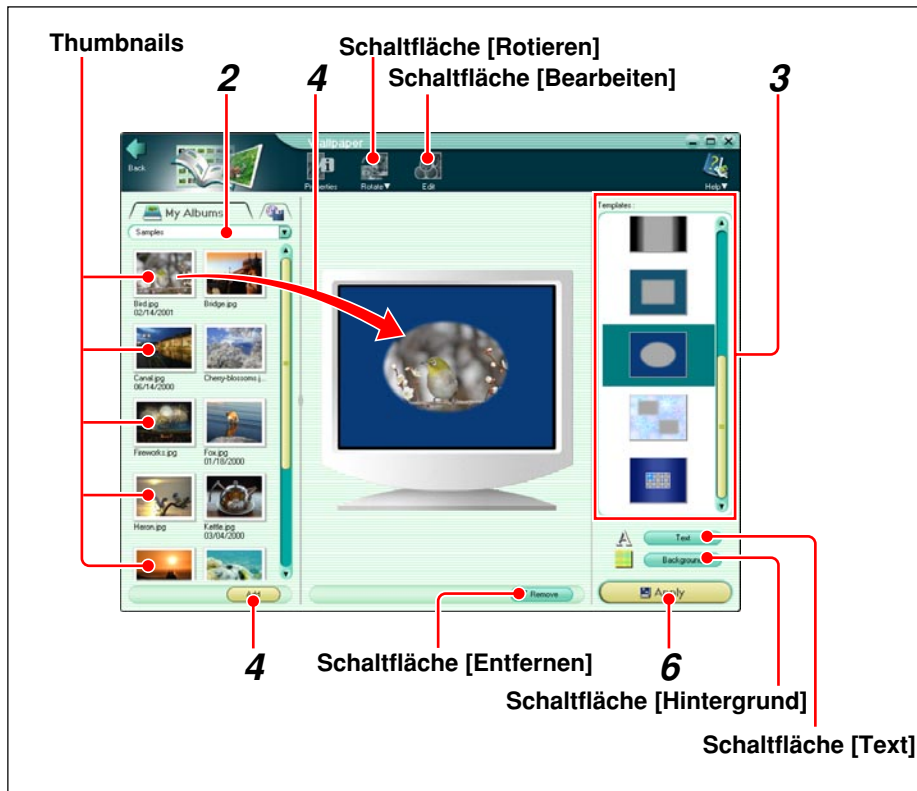 Thumbnails
Schaltfläche [Rotieren]
Schaltfläche [Bearbeiten]
2
4
3
Wallpaper
Back
Properties
Rotate▼
Edit
Help▼
My Albums
Templates :
Samples
Bird.jpg
02/14/2001
Bridge.jpg
Canal.jpg
06/14/2000
Cherry-blossoms.j...
Fireworks.jpg
Fox.jpg
01/18/2000
Heron.jpg
Kettle.jpg
03/04/2000
Text
Background
Add
Remove
Apply
4
Schaltfläche [Entfernen]
6
Schaltfläche [Hintergrund]
Schaltfläche [Text]